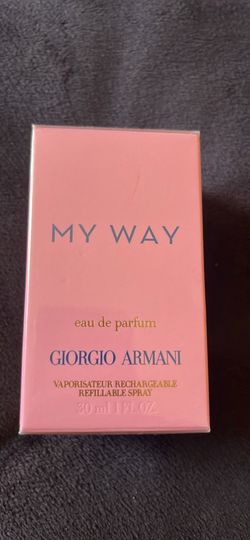 MY WAY
eau de parfum
GIORGIO ARMANI
VAPORISATEUR RECHARGEABLE
REFILLABLE SPRAY
30 ml 1 FL.OZ.